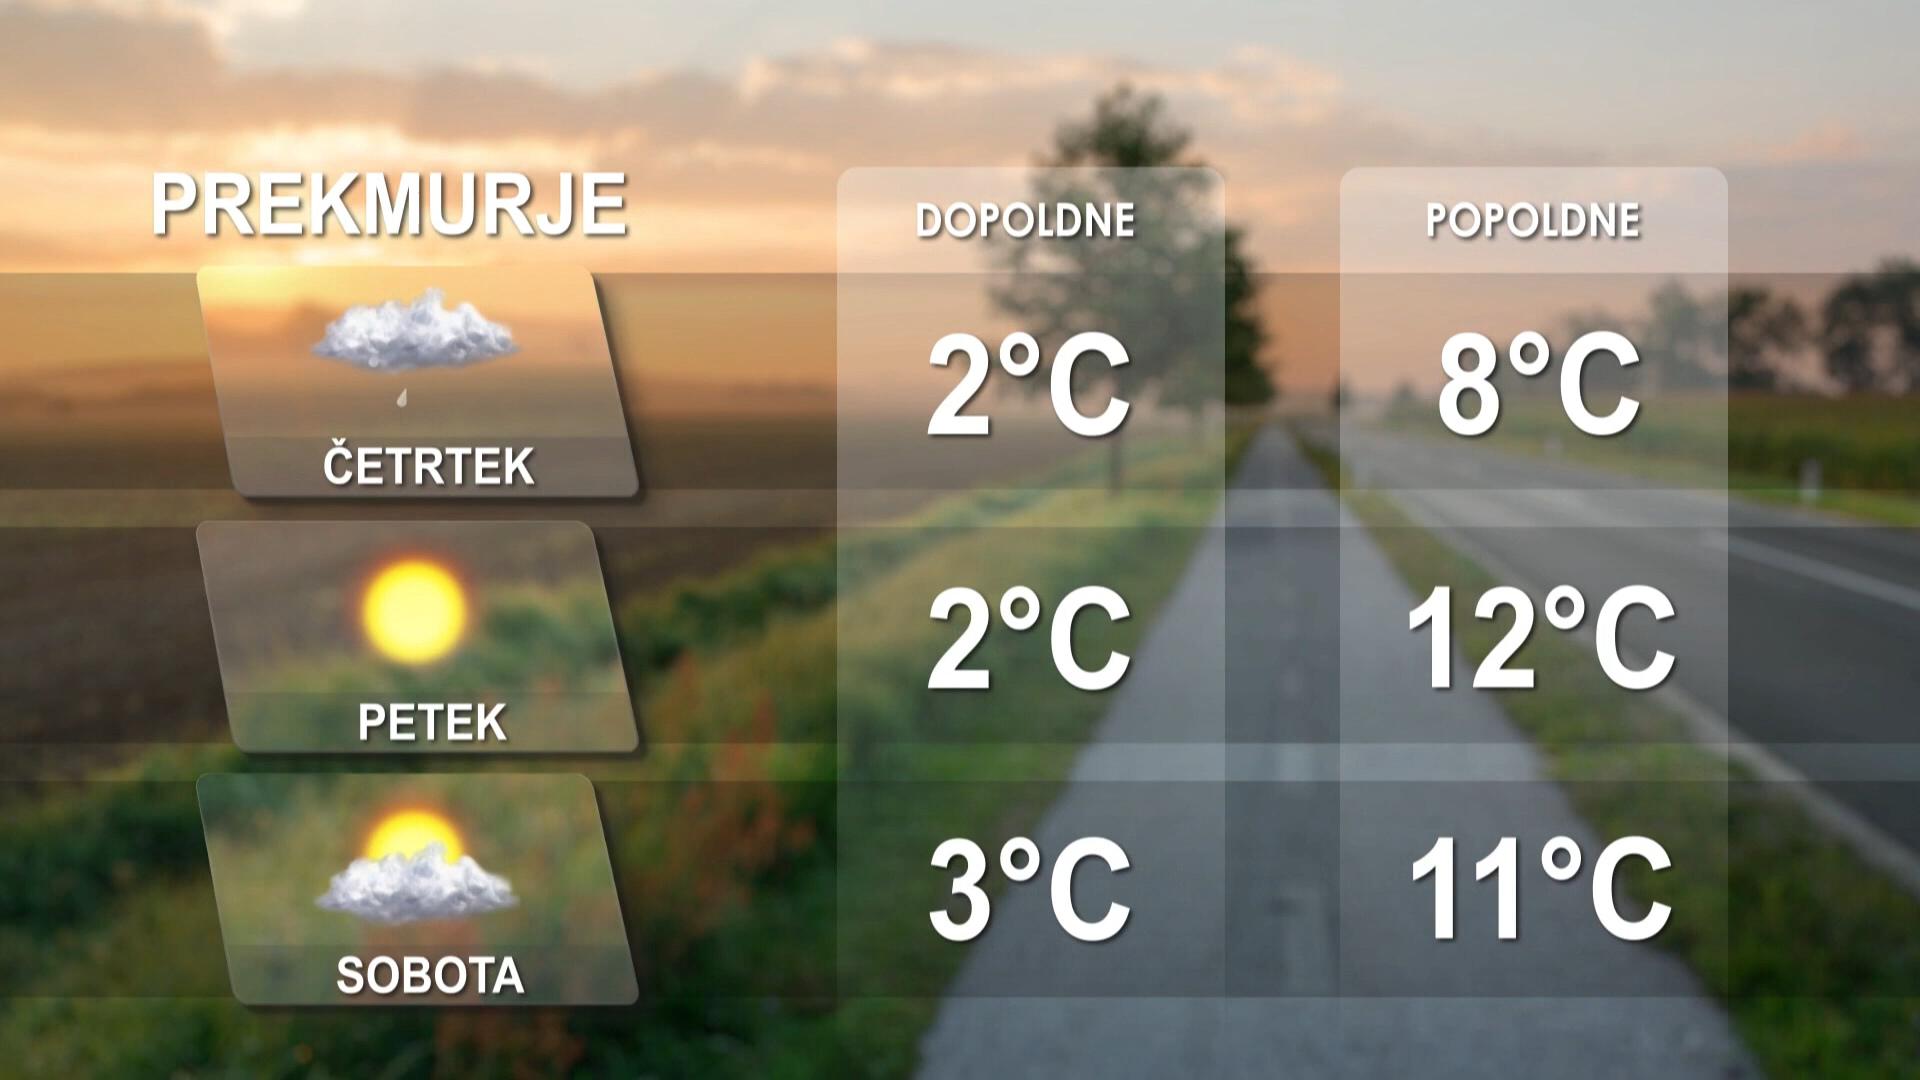 PREKMURJE
DOPOLDNE
POPOLDNE
2°C
8°C
ČETRTEK
2°C
12°C
PETEK
3°C
11°C
SOBOTA